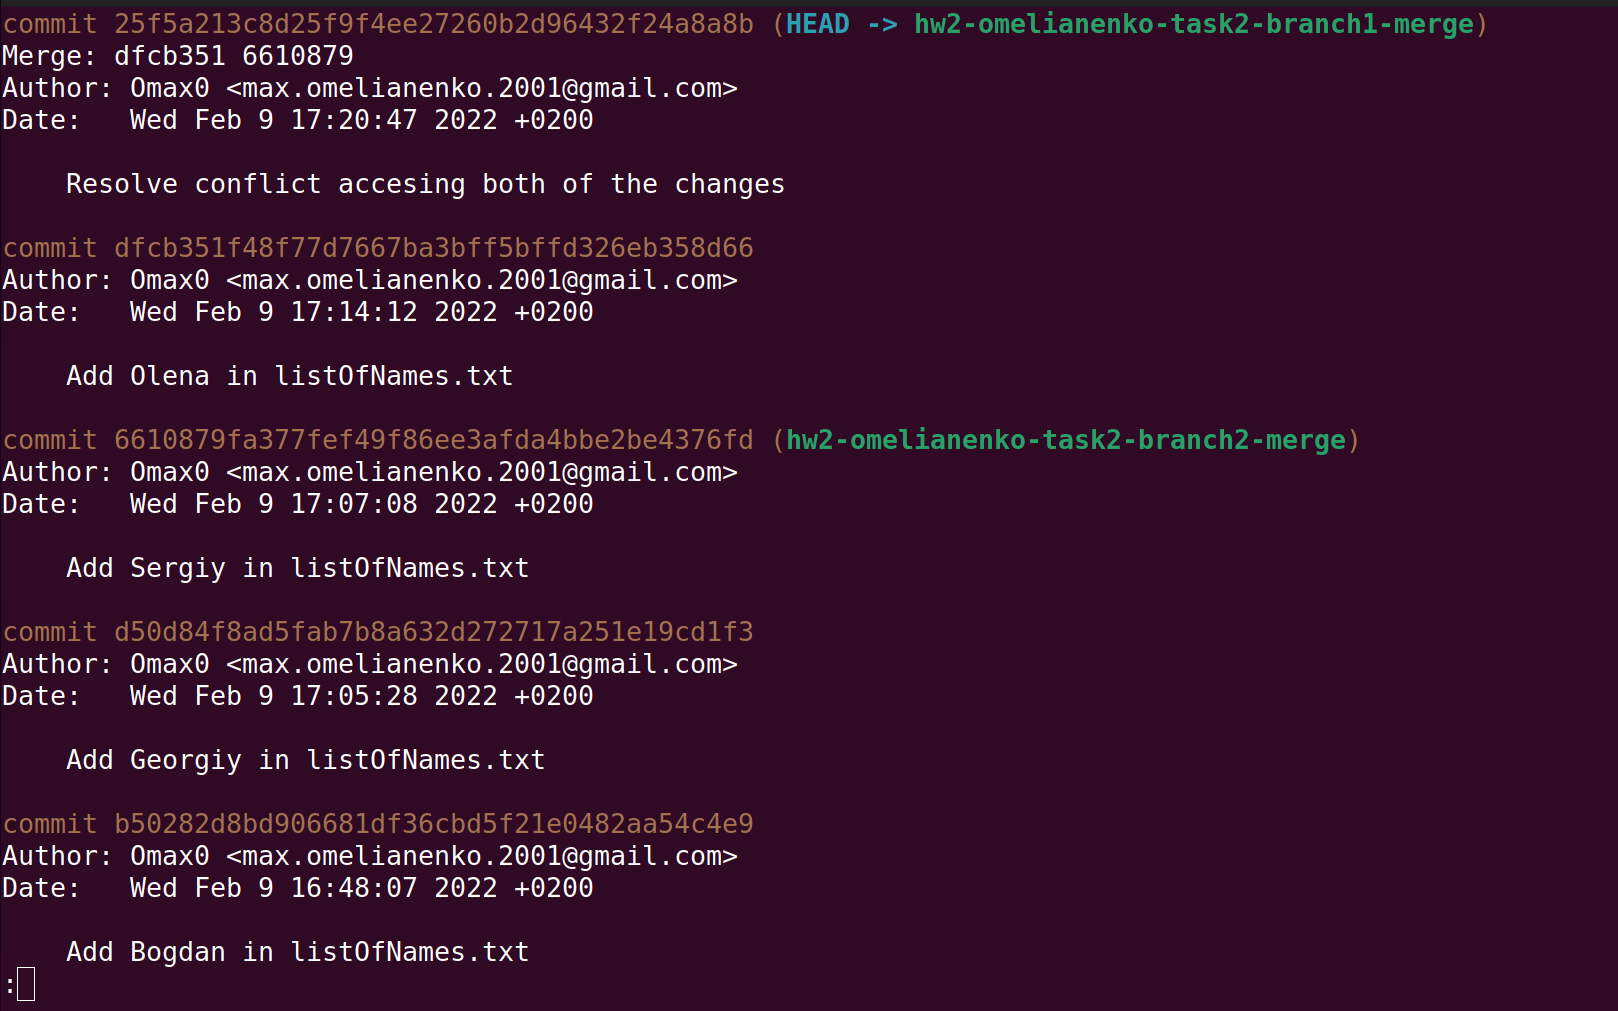 commit 25f5a213c8d25f9f4ee27260b2d96432f24a8a8b (HEAD -> hw2-omelianenko-task2-branch1-merge)
Merge: dfcb351 6610879
Author: Omax0 <max.omelianenko.2001@gmail.com>
Date:   Wed Feb 9 17:20:47 2022 +0200
    Resolve conflict accesing both of the changes
commit dfcb351f48f77d7667ba3bff5bffd326eb358d66
Author: Omax0 <max.omelianenko.2001@gmail.com>
Date:   Wed Feb 9 17:14:12 2022 +0200
    Add Olena in listOfNames.txt
commit 6610879fa377fef49f86ee3afda4bbe2be4376fd (hw2-omelianenko-task2-branch2-merge)
Author: Omax0 <max.omelianenko.2001@gmail.com>
Date:   Wed Feb 9 17:07:08 2022 +0200
    Add Sergiy in listOfNames.txt
commit d50d84f8ad5fab7b8a632d272717a251e19cd1f3
Author: Omax0 <max.omelianenko.2001@gmail.com>
Date:   Wed Feb 9 17:05:28 2022 +0200
    Add Georgiy in listOfNames.txt
commit b50282d8bd906681df36cbd5f21e0482aa54c4e9
Author: Omax0 <max.omelianenko.2001@gmail.com>
Date:   Wed Feb 9 16:48:07 2022 +0200
    Add Bogdan in listOfNames.txt
: